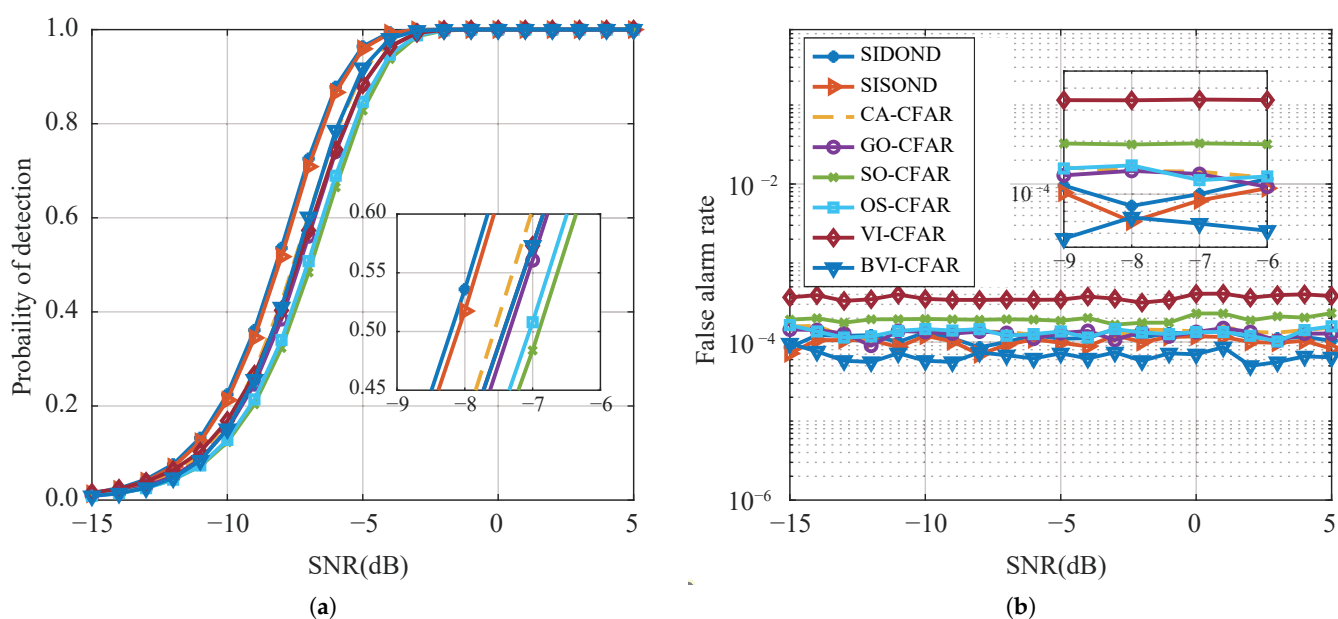 Probaility of detection
1.0
0.8
0.6
0.4
0.2
0.0
−15
−10
−5
0
5
SNR(dB)
0.60
0.55
0.50
0.45
−9
−8
−7
−6
(a)
False alarm rate
10−2
10−4
10−6
−15
−10
−5
0
5
SNR(dB)
SIDOND
SISOND
CA-CFAR
GO-CFAR
SO-CFAR
OS-CFAR
VI-CFAR
BVI-CFAR
10−4
−9
−8
−7
−6
(b)